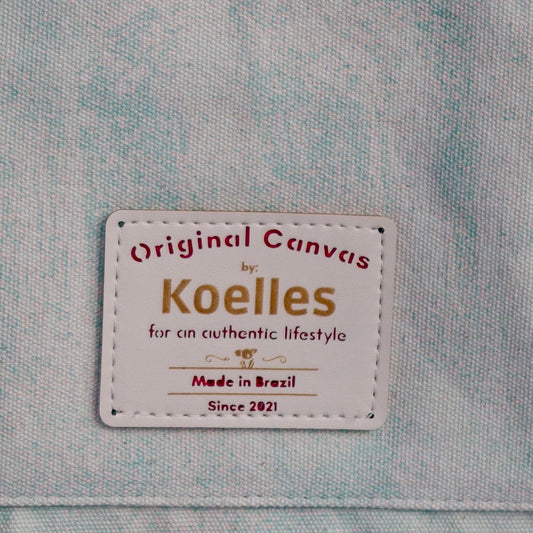 Original Canvas
by:
Koelles
for an authentic lifestyle
Made in Brazil
Since 2021